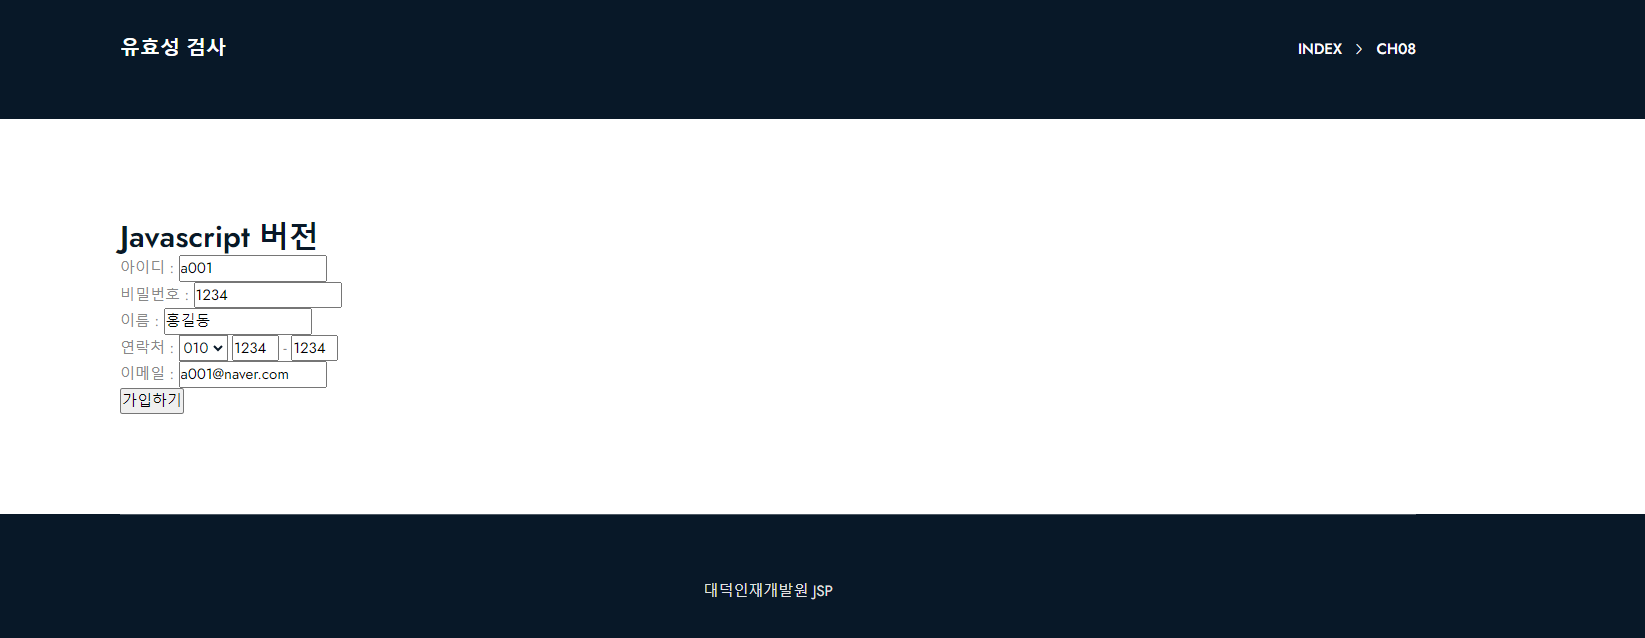 유효성 검사
INDEX > CH08
Javascript 버전
아이디 : a001
비밀번호 : 1234
이름 : 홍길동
연락처 : 010 1234 - 1234
이메일 : a001@naver.com
가입하기
대덕인재개발원 JSP